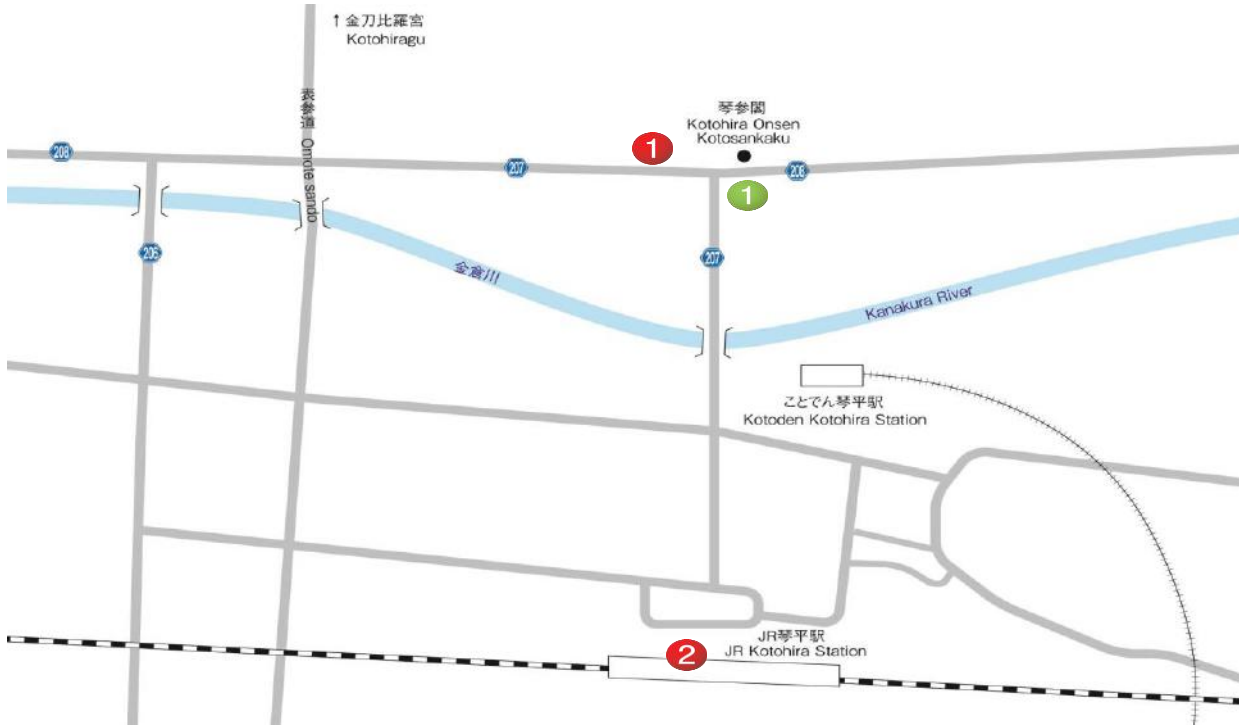 ↑金刀比羅宮
Kotohiragu
表参道 Omote sando
琴参閣
Kotohira Onsen
Kotosankaku
1
208
207
208
1
206
207
金倉川
Kanakura River
ことでん琴平駅
Kotoden Kotohira Station
JR琴平駅
JR Kotohira Station
2